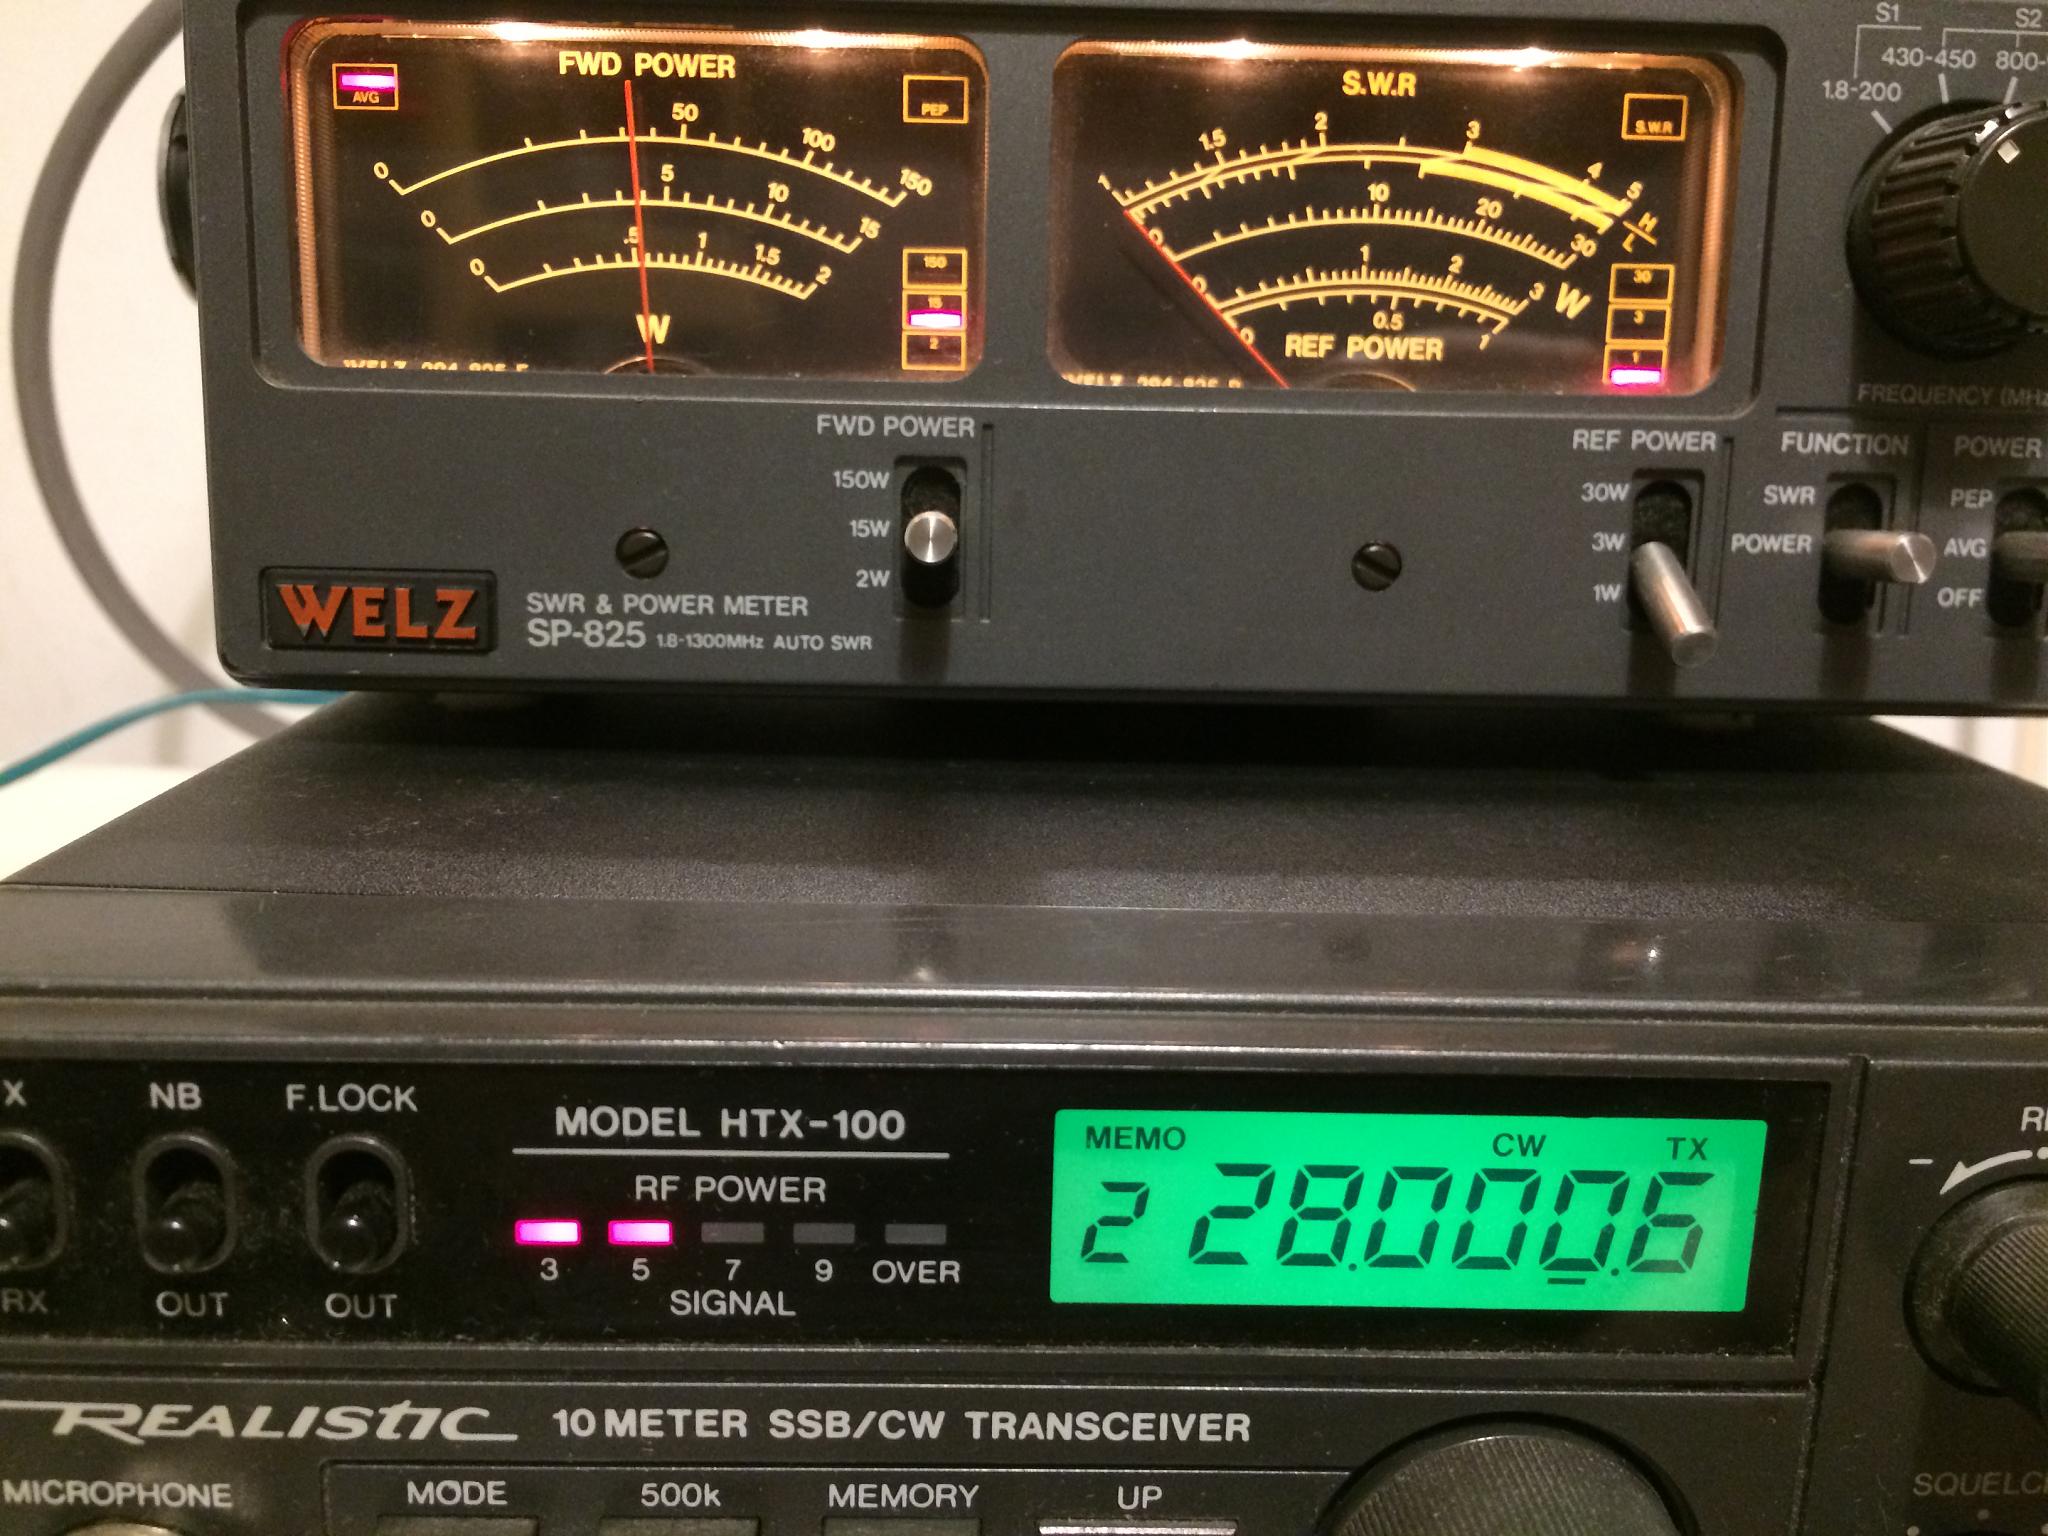 FWD POWER
AVG
PEP
0 50 100 150
0 5 10 15
0 .5 1 1.5 2
W
150
15
2
S.W.R
S.W.R
1 1.5 2 3 4 5
H
L
0 10 20 30
0 1 2 3 W
0 0.5 1
REF POWER
30
3
1
S1 S2
430-450
1.8-200
FWD POWER
150W
15W
2W
REF POWER
30W
3W
1W
FUNCTION
SWR
POWER
POWER
PEP
AVG
OFF
WELZ
SWR & POWER METER
SP-825 1.8-1300MHz AUTO SWR
NB
F.LOCK
X
RX
OUT
OUT
MODEL HTX-100
RF POWER
3 5 7 9 OVER
SIGNAL
MEMO CW TX
2 28.000.6
REALISTIC 10 METER SSB/CW TRANSCEIVER
MICROPHONE
MODE
500k
MEMORY
UP